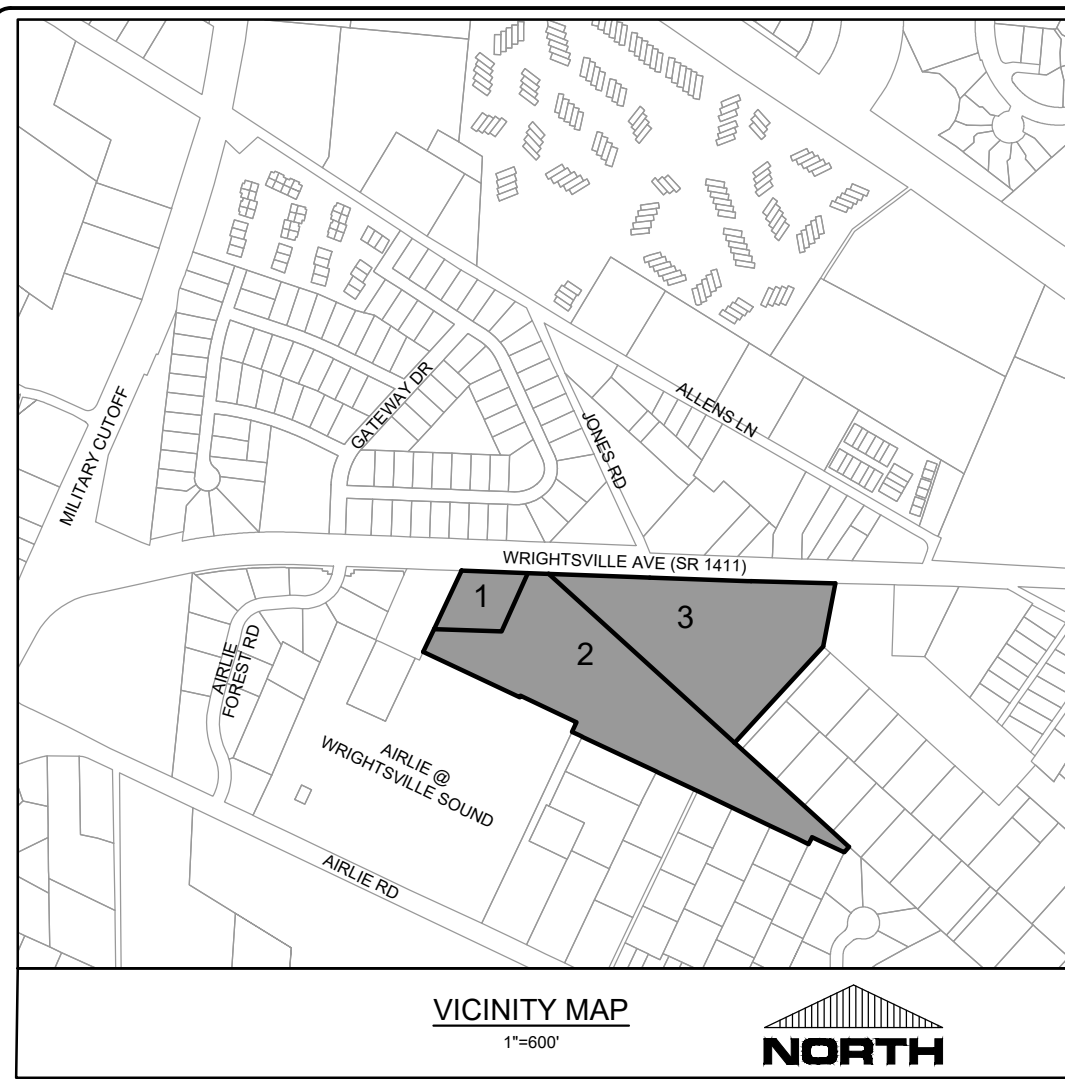 MILITARY CUTOFF
GATEWAY DR
JONES RD
ALLENS LN
WRIGHTSVILLE AVE (SR 1411)
1
2
3
AIRLIE
FOREST RD
AIRLIE @
WRIGHTSVILLE SOUND
AIRLIE RD
VICINITY MAP
1"=600'
NORTH